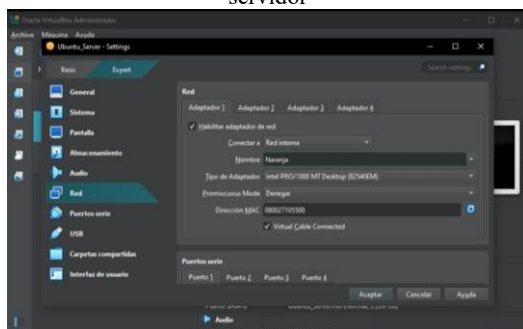 servidor
Oracle VirtualBox Administrador
Archivo Máquina Ayuda
Ubuntu_Server - Settings
Basic Expert Search settings
General
Sistema
Pantalla
Almacenamiento
Audio
Red
Puertos serie
USB
Carpetas compartidas
Interfaz de usuario
Red
Adaptador 1 Adaptador 2 Adaptador 3 Adaptador 4
Habilitar adaptador de red
Conectar a Red interna
Nombre Naranja
Tipo de Adaptador Intel PRO/1000 MT Desktop (82540EM)
Promiscuous Mode Denegar
Dirección MAC 080027105500
Virtual Cable Connected
Puertos serie
Puerto 1 Puerto 2 Puerto 3 Puerto 4
Aceptar Cancelar Ayuda
Audio